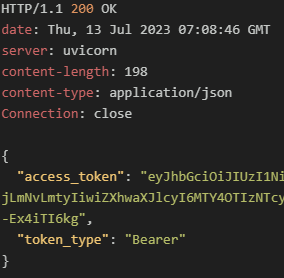 HTTP/1.1 200 OK
date: Thu, 13 Jul 2023 07:08:46 GMT
server: uvicorn
content-length: 198
content-type: application/json
Connection: close
{
"access_token": "eyJhbGciOiJIUzI1Ni
jLmNvLmtyIiwiZXhwaXJlcyI6MTY4OTIzNTcy
-Ex4iTI6kg",
"token_type": "Bearer"
}